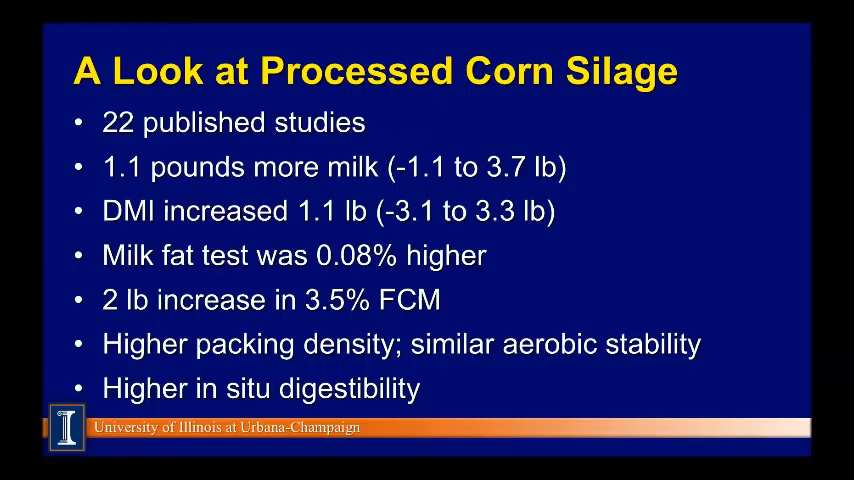 A Look at Processed Corn Silage
• 22 published studies
• 1.1 pounds more milk (-1.1 to 3.7 lb)
• DMI increased 1.1 lb (-3.1 to 3.3 lb)
• Milk fat test was 0.08% higher
• 2 lb increase in 3.5% FCM
• Higher packing density; similar aerobic stability
• Higher in situ digestibility
I
University of Illinois at Urbana-Champaign